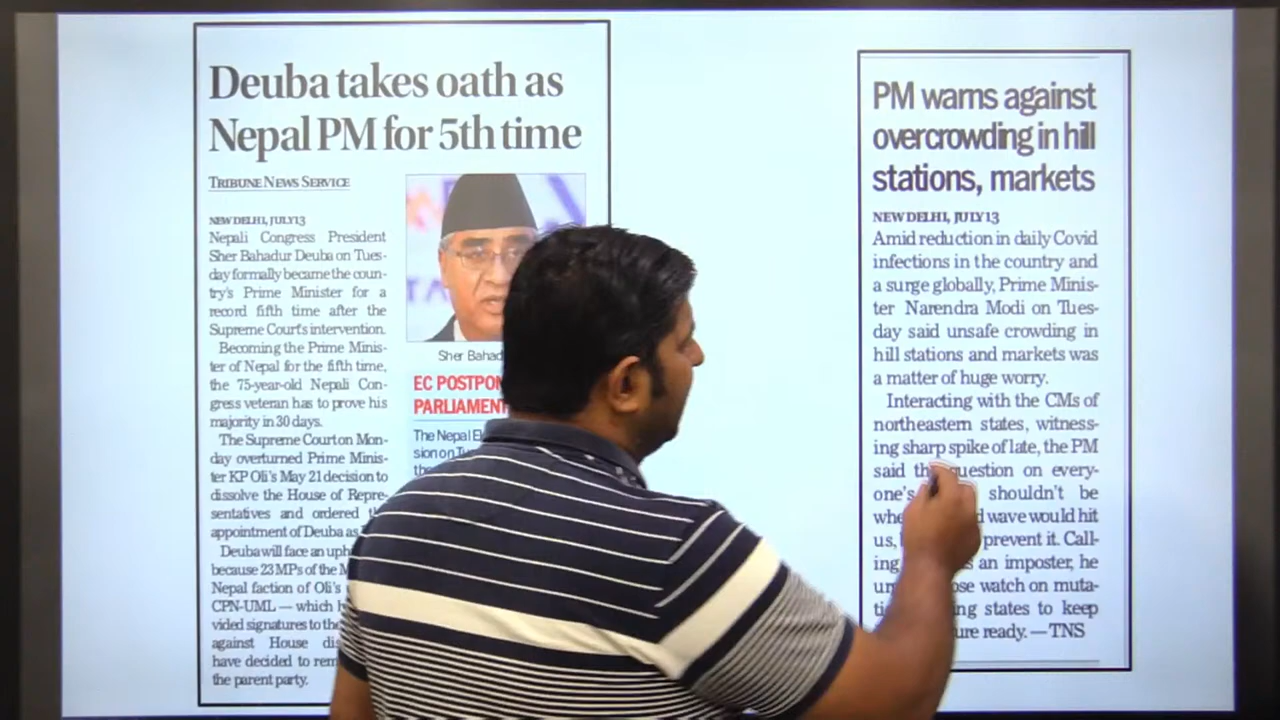 Deuba takes oath as
Nepal PM for 5th time
TRIBUNE NEWS SERVICE
NEW DELHI, JULY 13
Nepali Congress President
Sher Bahadur Deuba on Tues-
day formally became the coun-
try's Prime Minister for a
record fifth time after the
Supreme Court's intervention.
Becoming the Prime Minis-
ter of Nepal for the fifth time,
the 75-year-old Nepali Con-
gress veteran has to prove his
majority in 30 days.
The Supreme Court on Mon-
day overturned Prime Minis-
ter KP Oli's May 21 decision to
dissolve the House of Repre-
sentatives and ordered
appointment of Deuba as
Deuba will face an
because 23 MPs of the
Nepal faction of Oli's
CPN-UML — which
vided signatures to the
against House
have decided to
the parent party.
Sher
EC
PARLIAMENT
The Nepal
sion on
PM warns against
overcrowding in hill
stations, markets
NEW DELHI, JULY 13
Amid reduction in daily Covid
infections in the country and
a surge globally, Prime Minis-
ter Narendra Modi on Tues-
day said unsafe crowding in
hill stations and markets was
a matter of huge worry.
Interacting with the CMs of
northeastern states, witness-
ing sharp spike of late, the PM
said the question on every-
one's shouldn't be
wave would hit
us, prevent it. Call-
ing an imposter, he
watch on muta-
states to keep
ready. — TNS